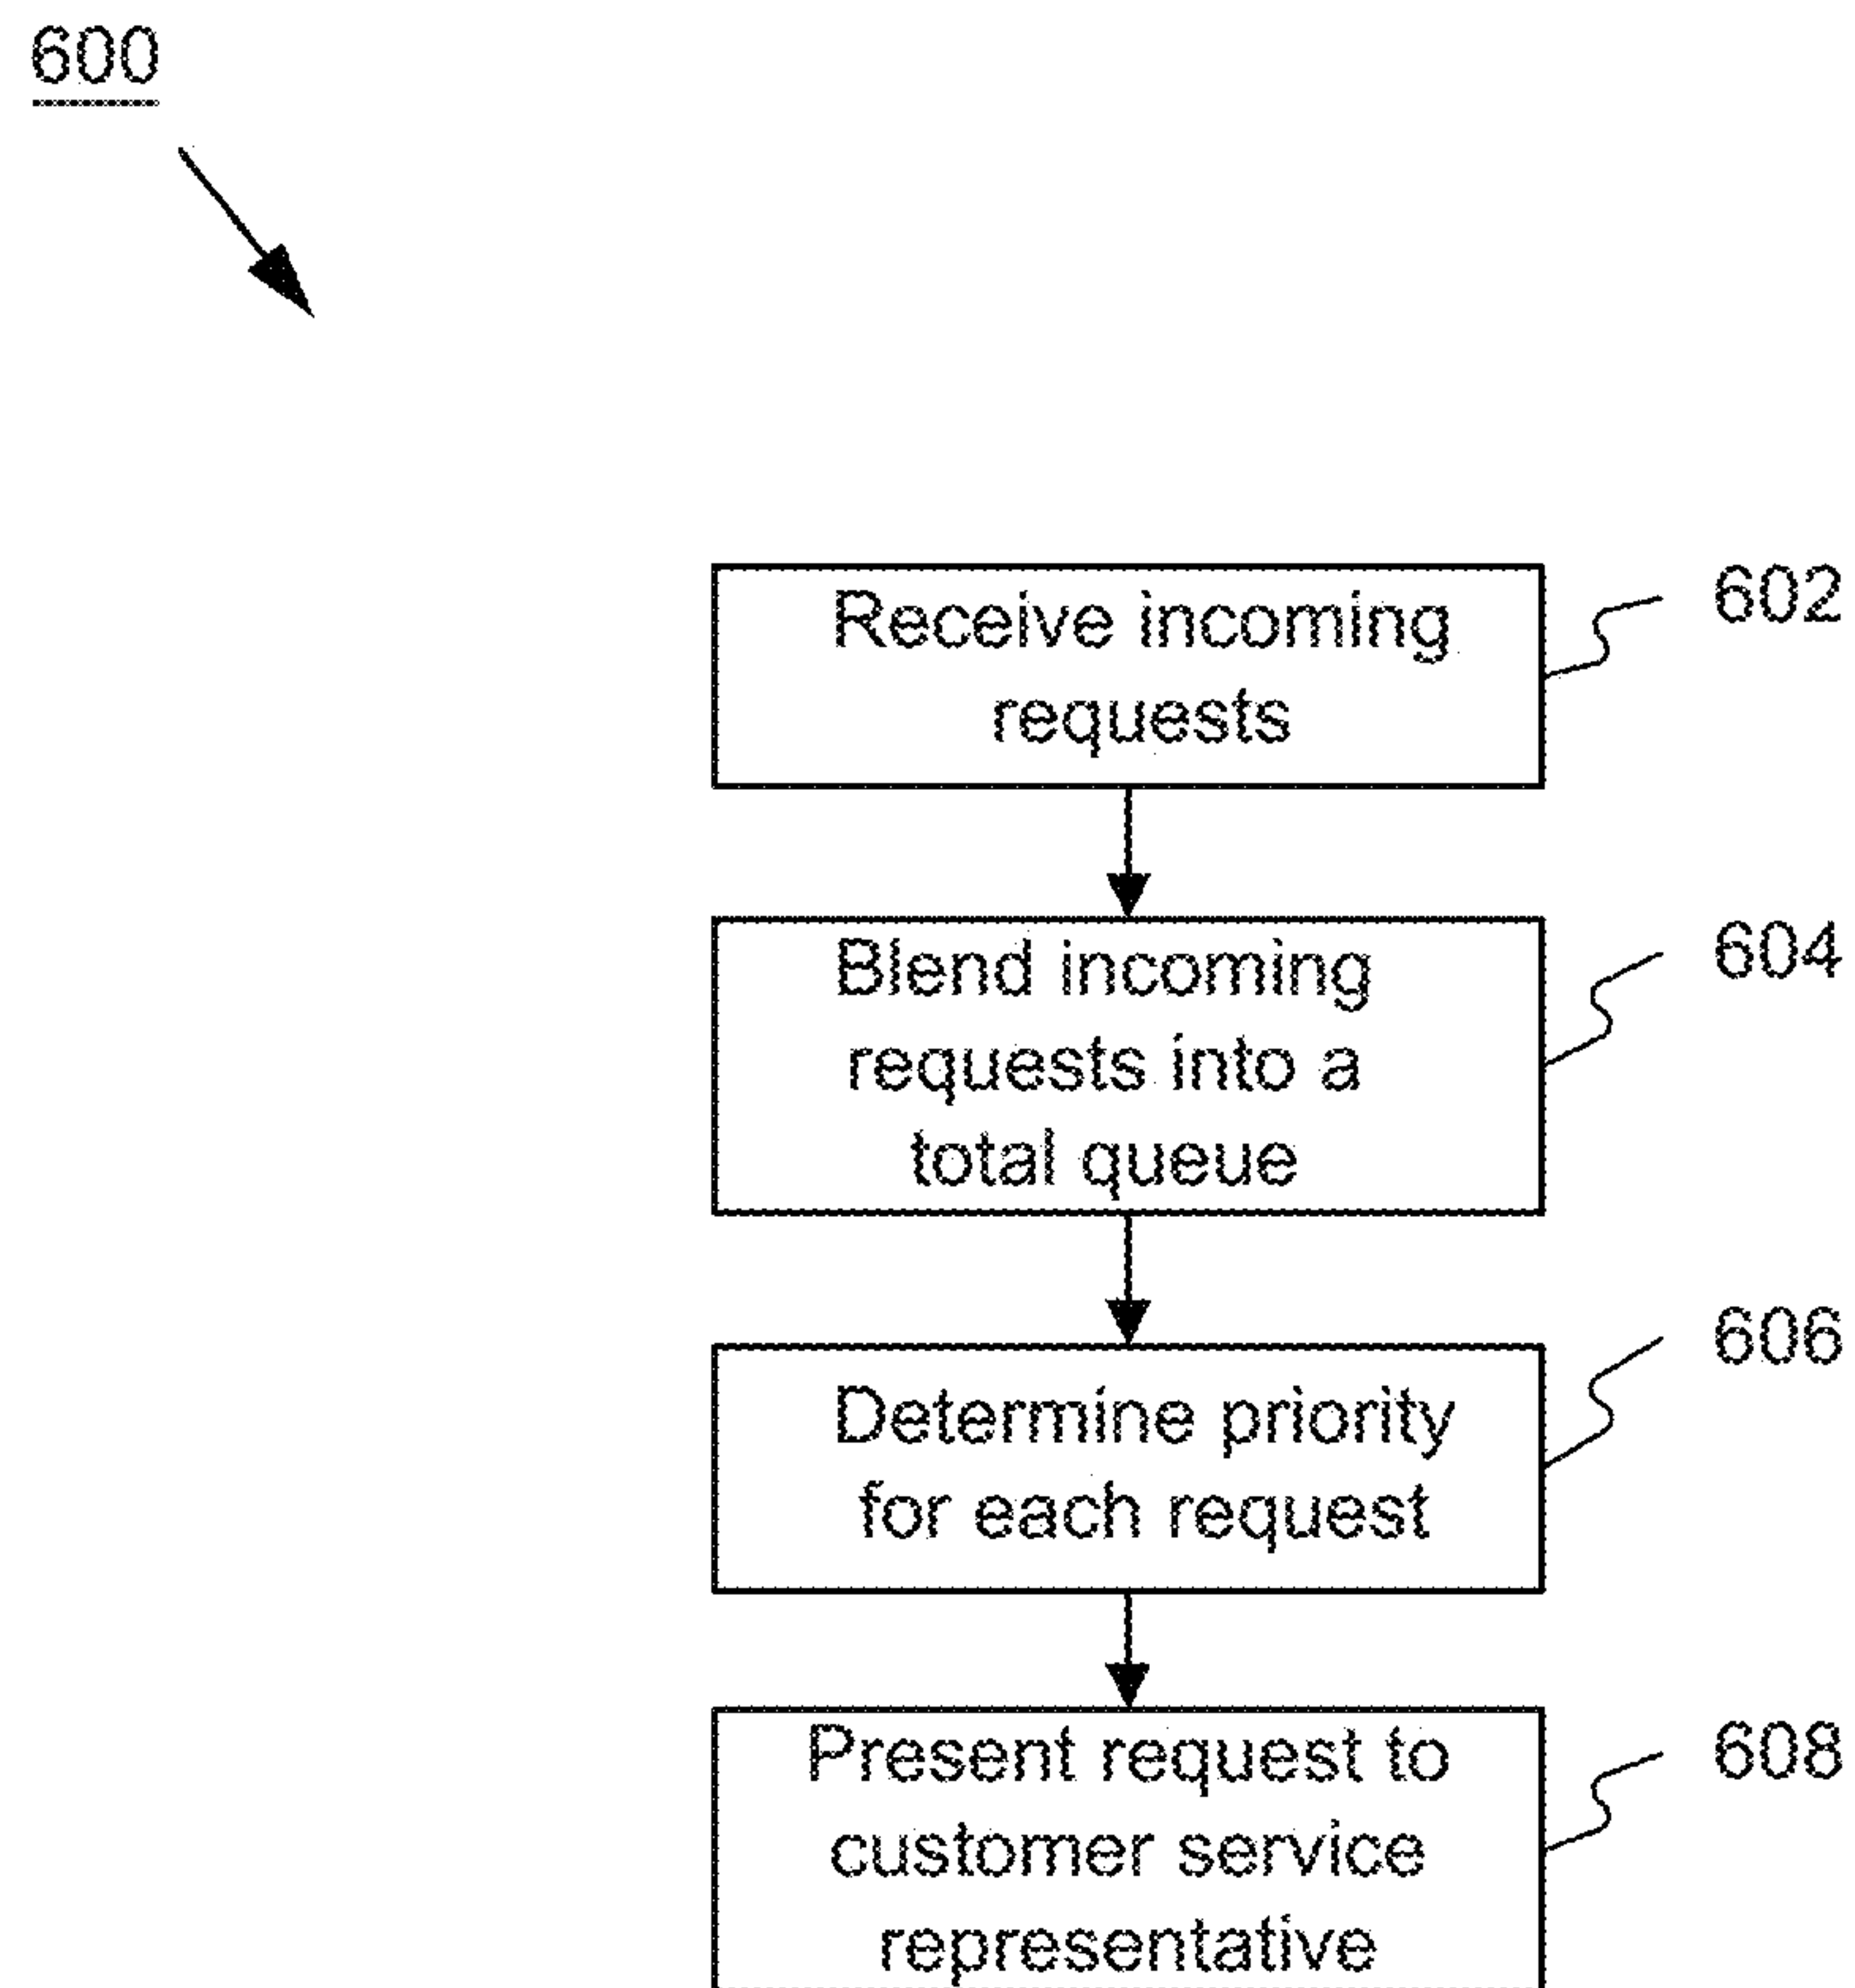 600
Receive incoming
requests
602
Blend incoming
requests into a
total queue
604
Determine priority
for each request
606
Present request to
customer service
representative
608